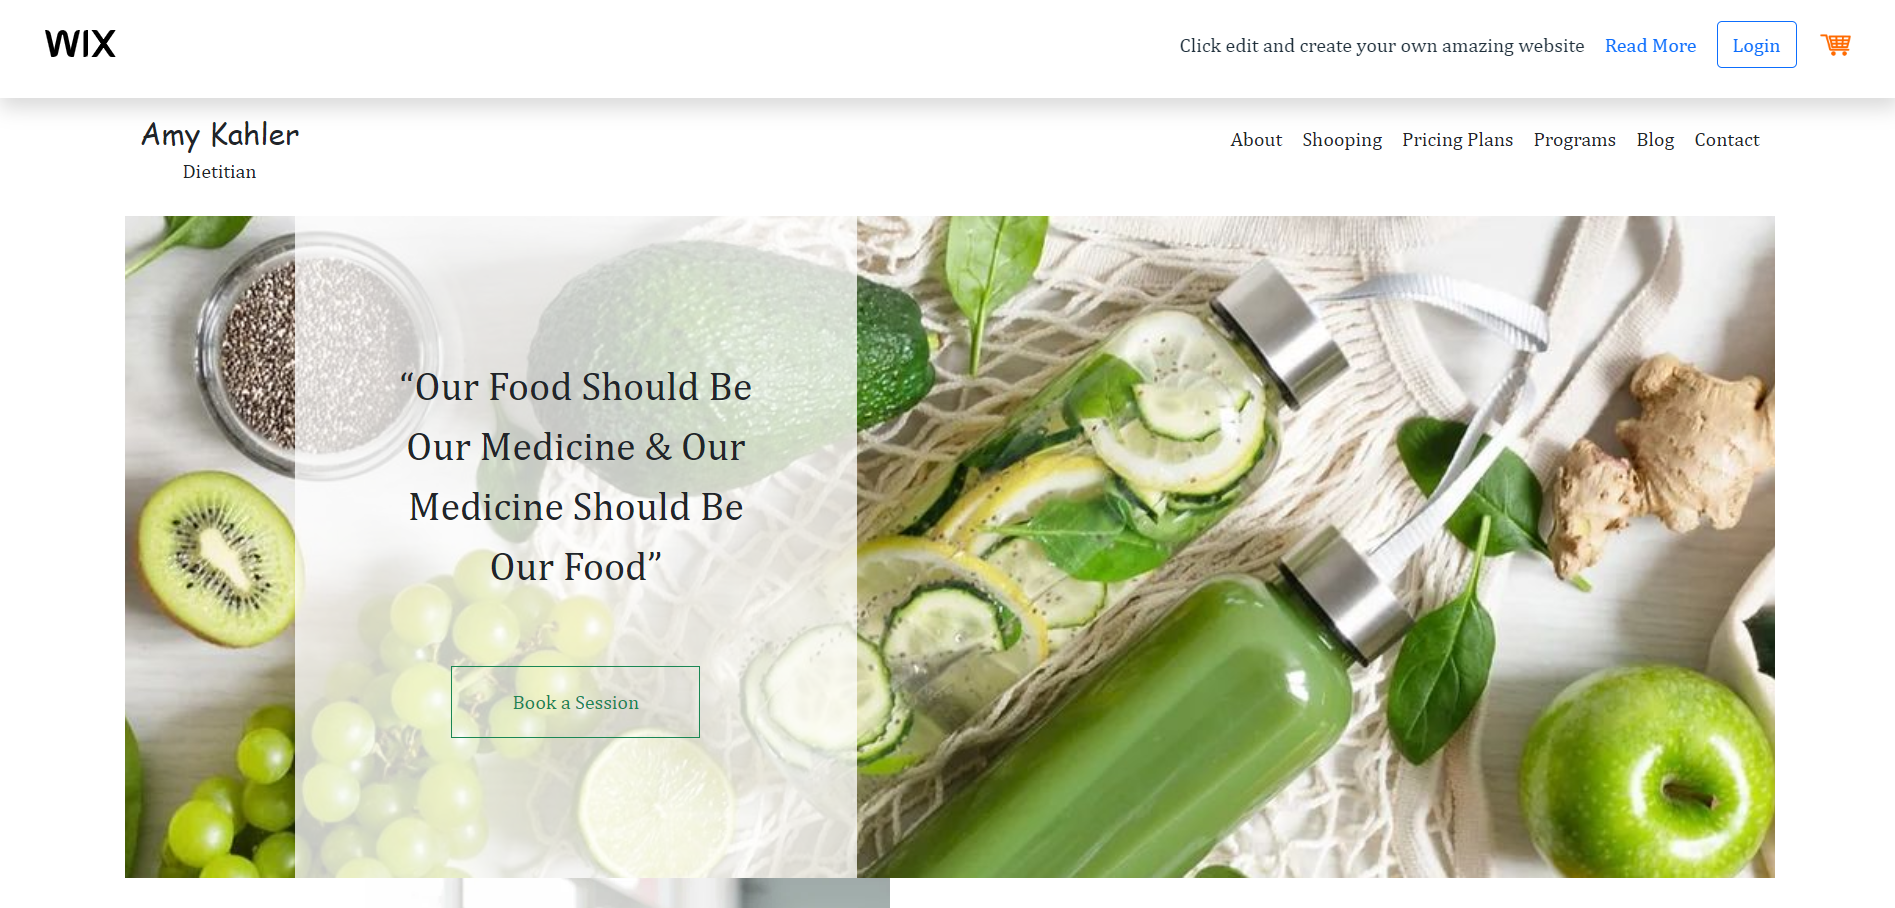 WIX
Click edit and create your own amazing website Read More Login
Amy Kahler
Dietitian
About Shooping Pricing Plans Programs Blog Contact
“Our Food Should Be
Our Medicine & Our
Medicine Should Be
Our Food”
Book a Session